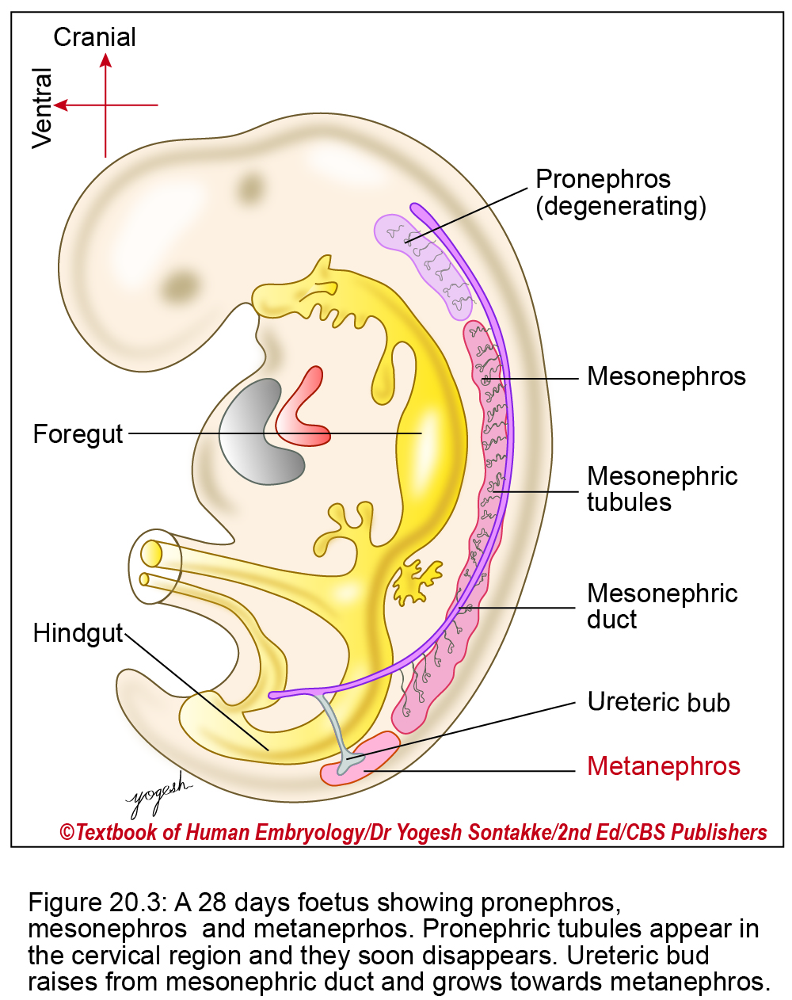 Cranial
Ventral
Pronephros
(degenerating)
Mesonephros
Foregut
Mesonephric
tubules
Mesonephric
duct
Hindgut
Ureteric bub
Metanephros
yogesh
©Textbook of Human Embryology/Dr Yogesh Sontakke/2nd Ed/CBS Publishers
Figure 20.3: A 28 days foetus showing pronephros,
mesonephros and metaneprhos. Pronephric tubules appear in
the cervical region and they soon disappears. Ureteric bud
raises from mesonephric duct and grows towards metanephros.